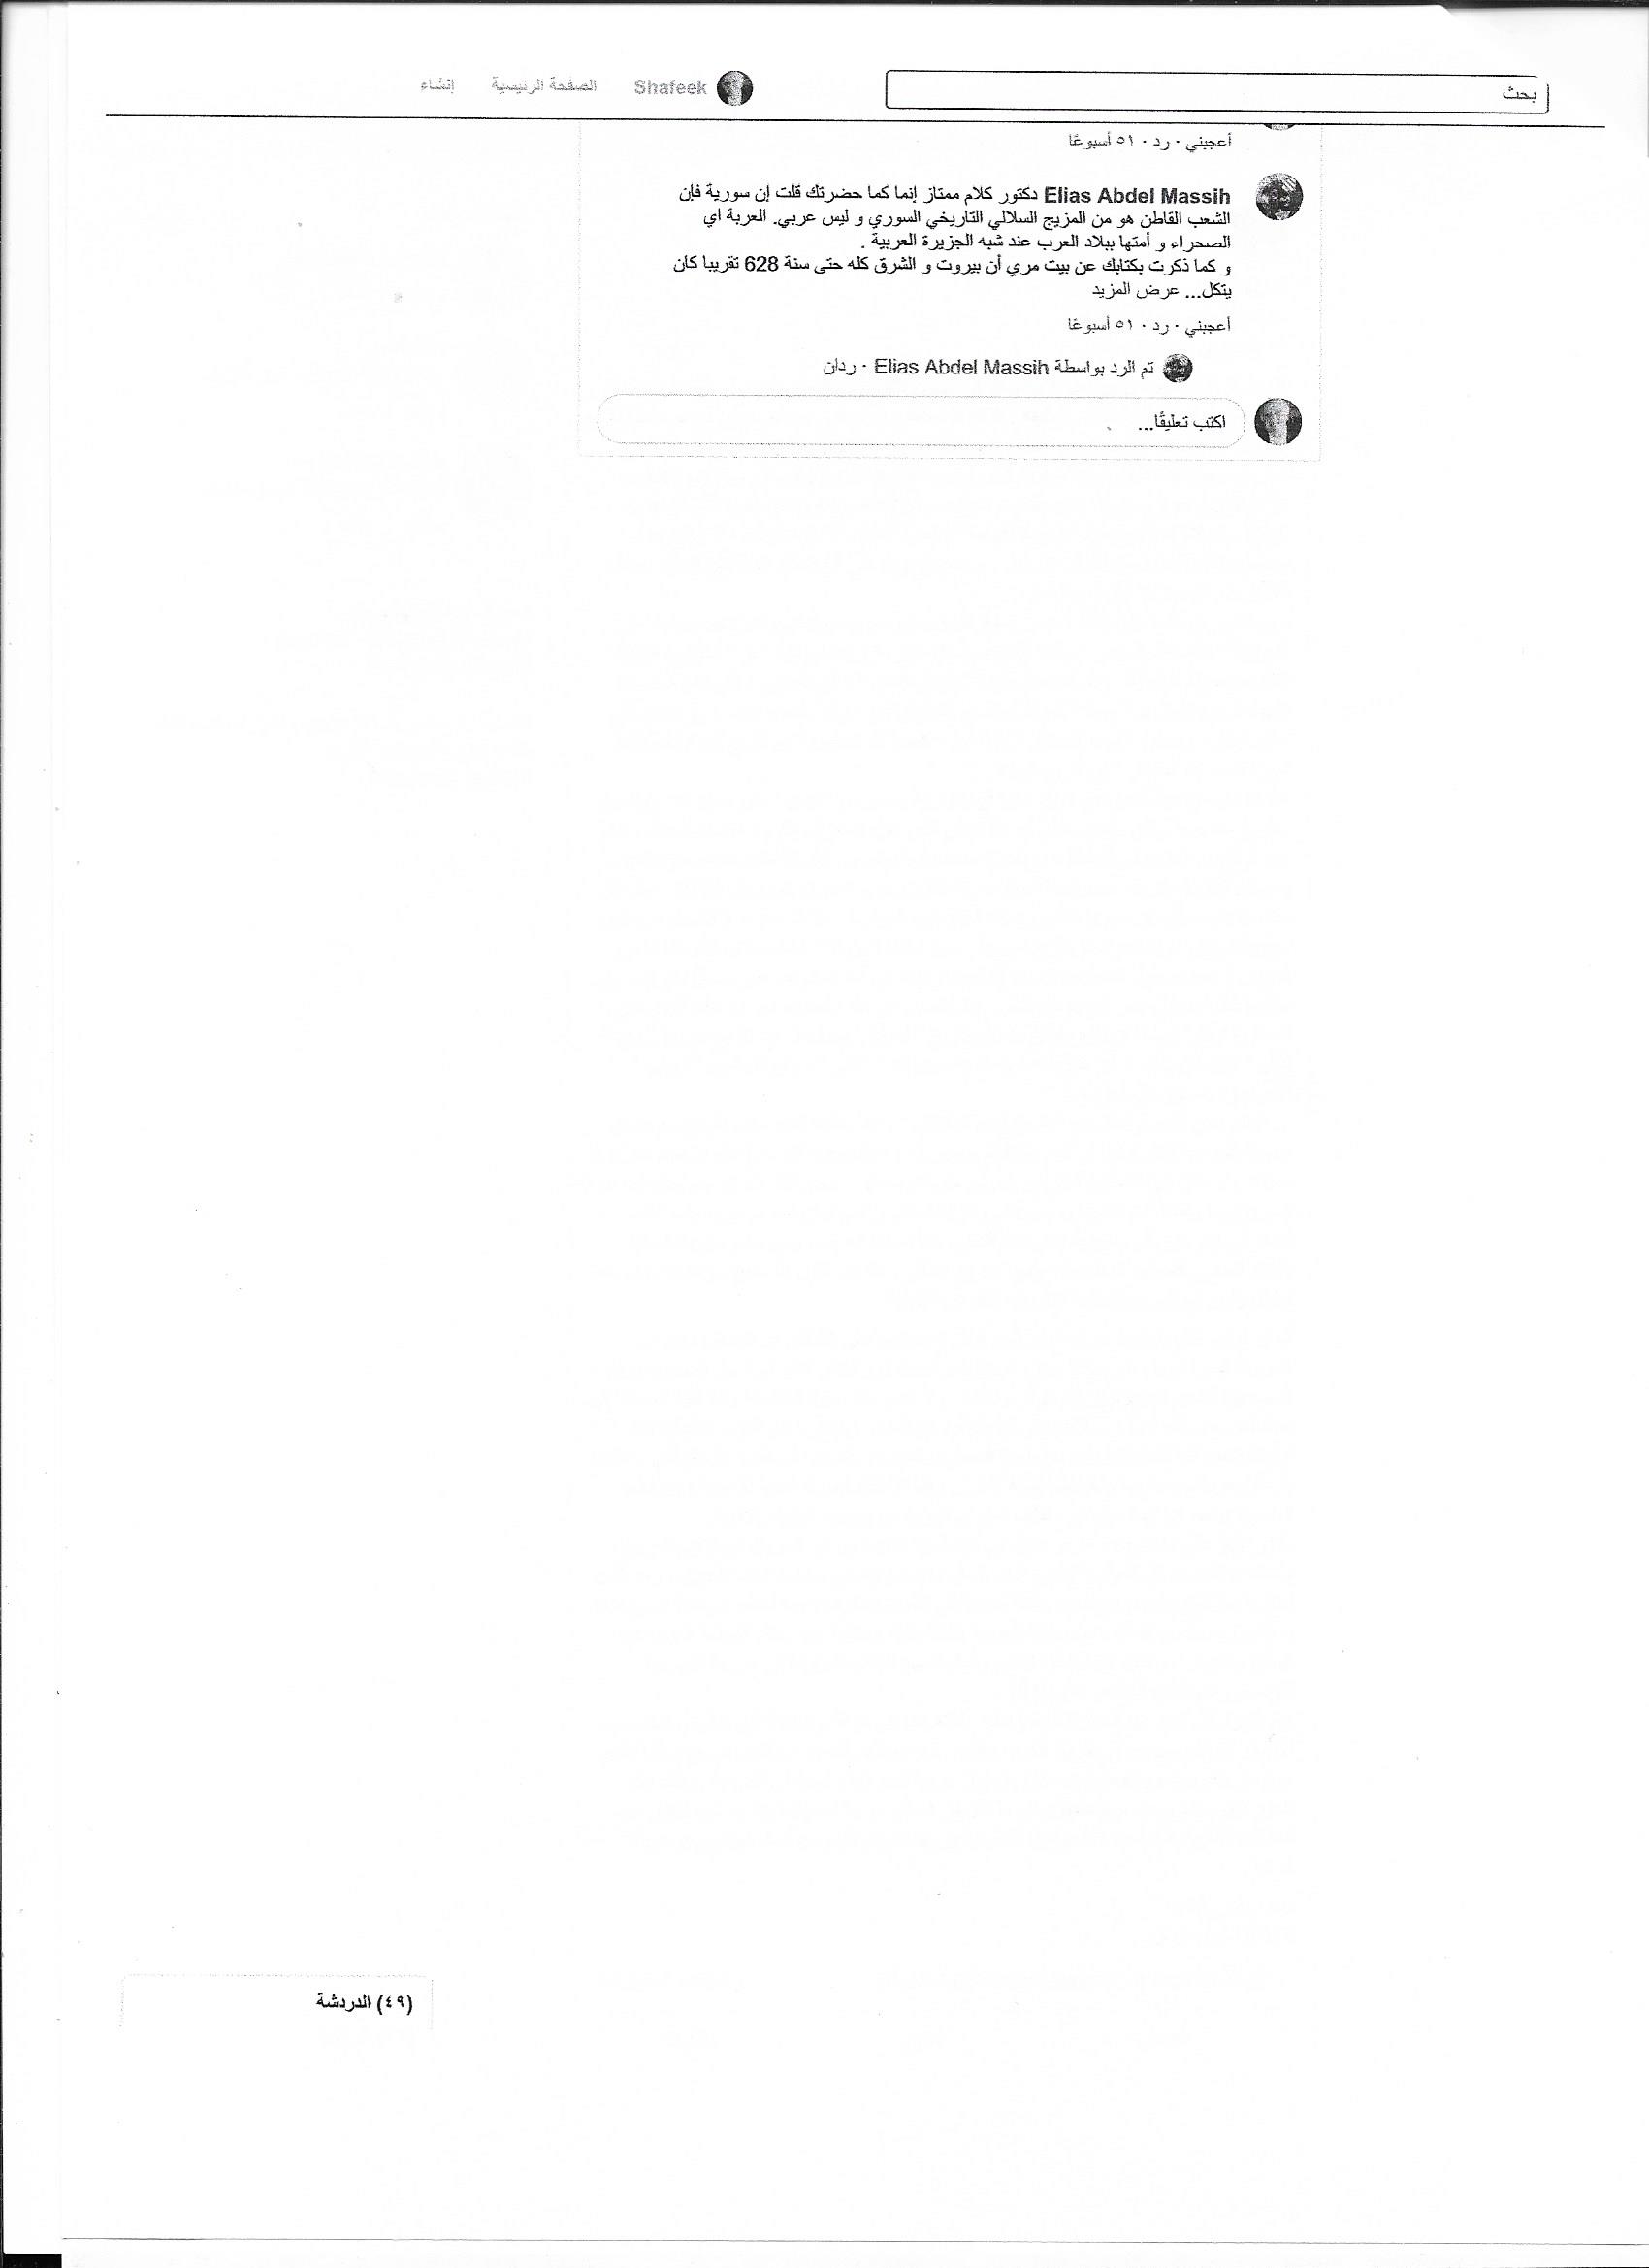 بحث
Shafeek الصفحة الرئيسية إنشاء
أعجبني · رد · ٥١ أسبوعًا
Elias Abdel Massih دكتور كلام ممتاز إنما كما حضرتك قلت إن سورية فإن
الشعب القاطن هو من المزيج السلالي التاريخي السوري و ليس عربي. العربة اي
الصحراء و أمتها ببلاد العرب عند شبه الجزيرة العربية .
و كما ذكرت بكتابك عن بيت مري أن بيروت و الشرق كله حتى سنة 628 تقريبا كان
يتكل... عرض المزيد
أعجبني · رد · ٥١ أسبوعًا
تم الرد بواسطة Elias Abdel Massih · ردان
اكتب تعليقًا...
(٤٩) الدردشة